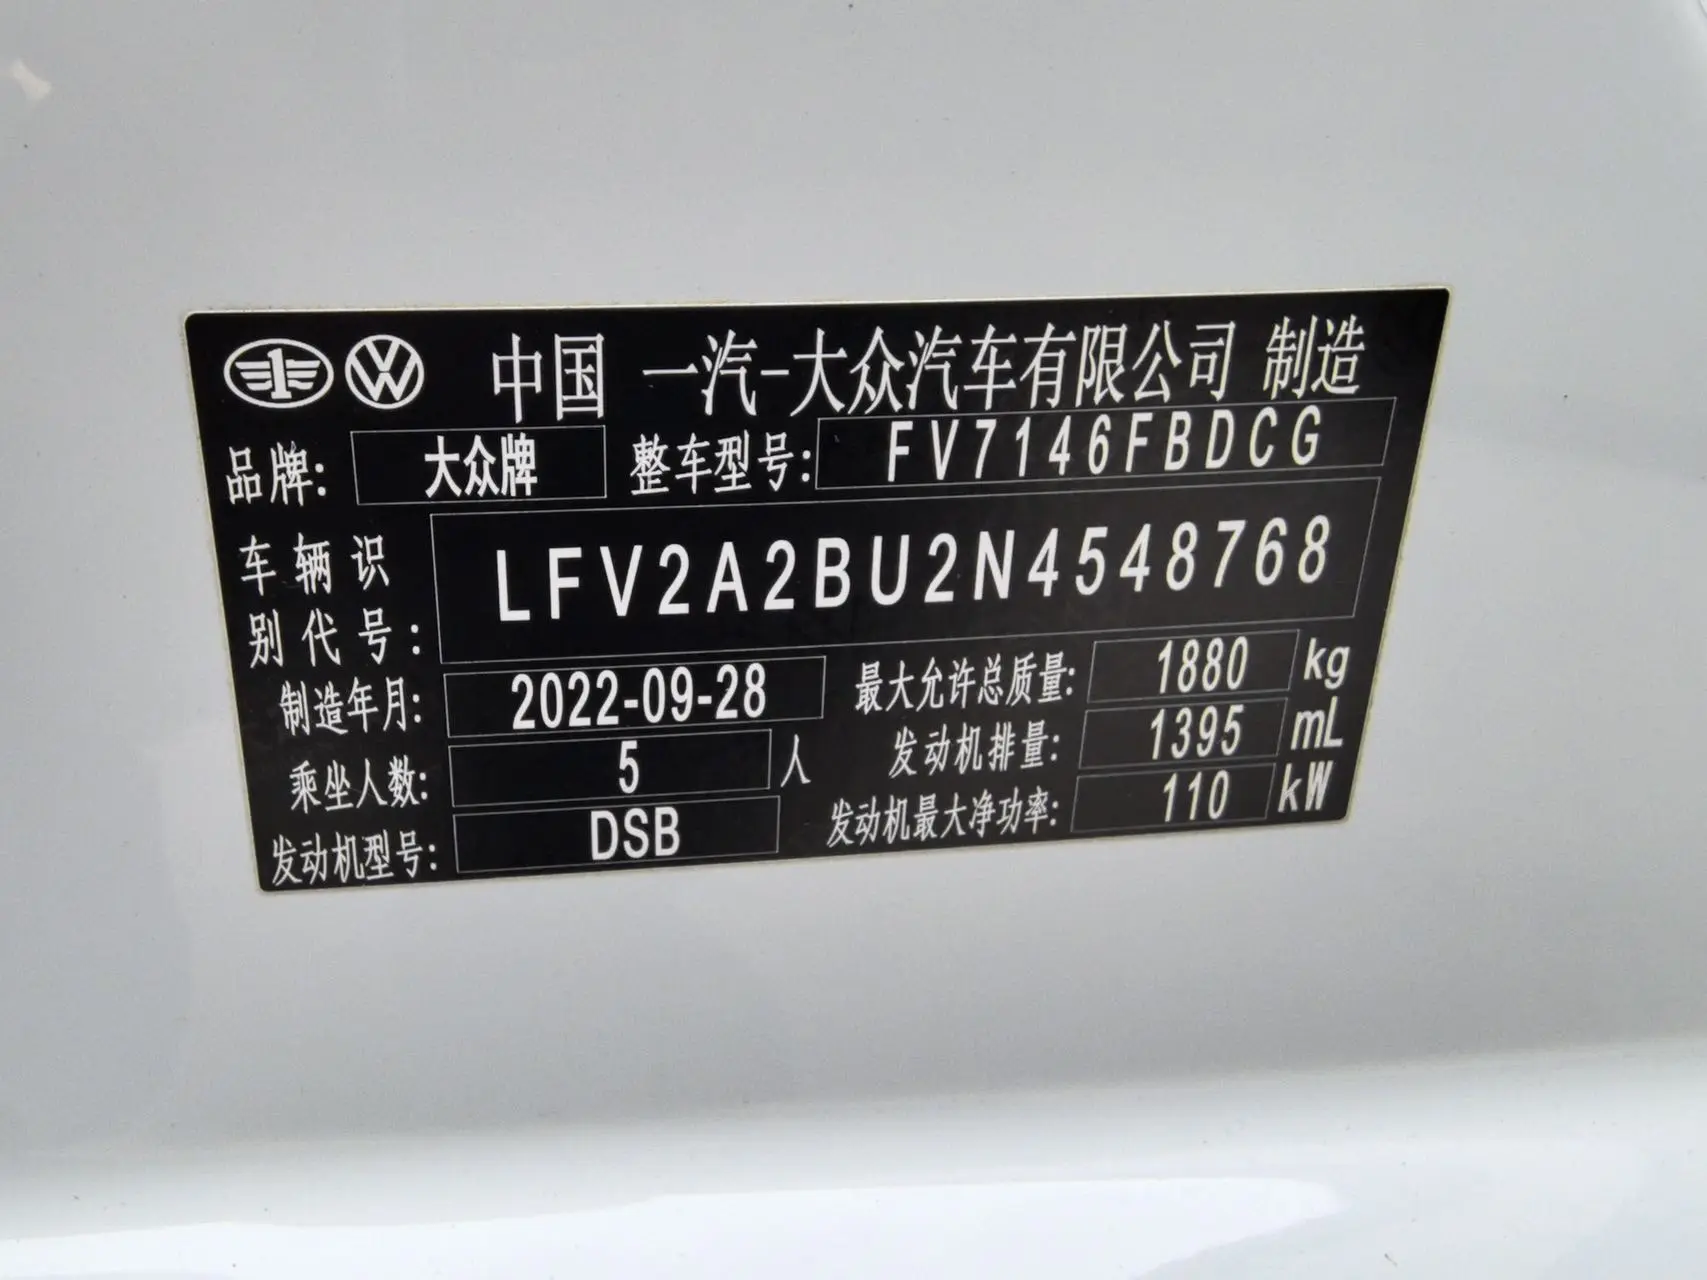 中国 一汽-大众汽车有限公司 制造
品牌: 大众牌 整车型号: FV7146FBDCG
车辆识
别代号: LFV2A2BU2N4548768
制造年月: 2022-09-28 最大允许总质量: 1880 kg
乘坐人数: 5 人 发动机排量: 1395 mL
发动机型号: DSB 发动机最大净功率: 110 kW